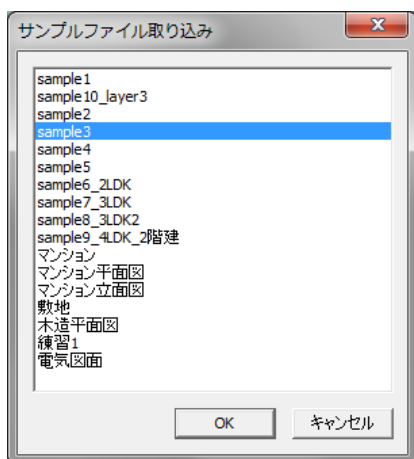 サンプルファイル取り込み
sample1
sample10_layer3
sample2
sample3
sample4
sample5
sample6_2LDK
sample7_3LDK
sample8_3LDK2
sample9_4LDK_2階建
マンション
マンション平面図
マンション立面図
敷地
木造平面図
練習1
電気図面
OK キャンセル